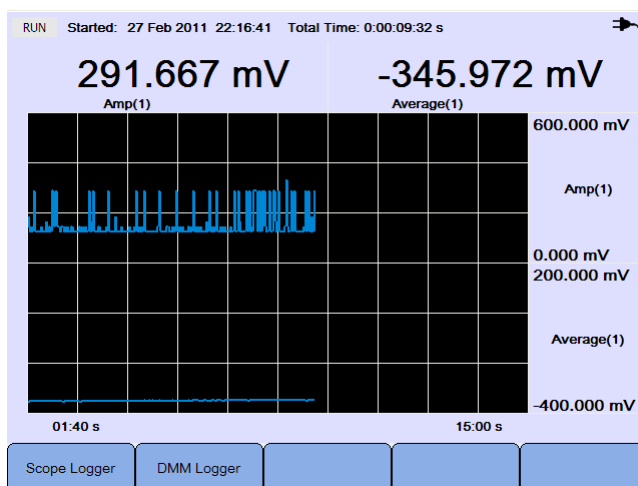 RUN Started: 27 Feb 2011 22:16:41 Total Time: 0:00:09:32 s
291.667 mV -345.972 mV
Amp(1) Average(1)
600.000 mV
Amp(1)
0.000 mV
200.000 mV
Average(1)
-400.000 mV
01:40 s 15:00 s
Scope Logger DMM Logger